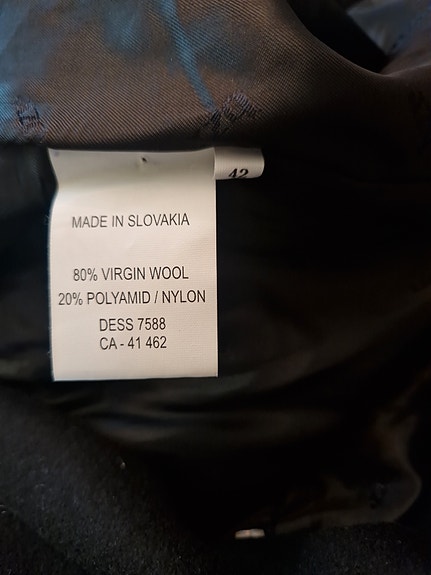 42
MADE IN SLOVAKIA
80% VIRGIN WOOL
20% POLYAMID / NYLON
DESS 7588
CA - 41 462